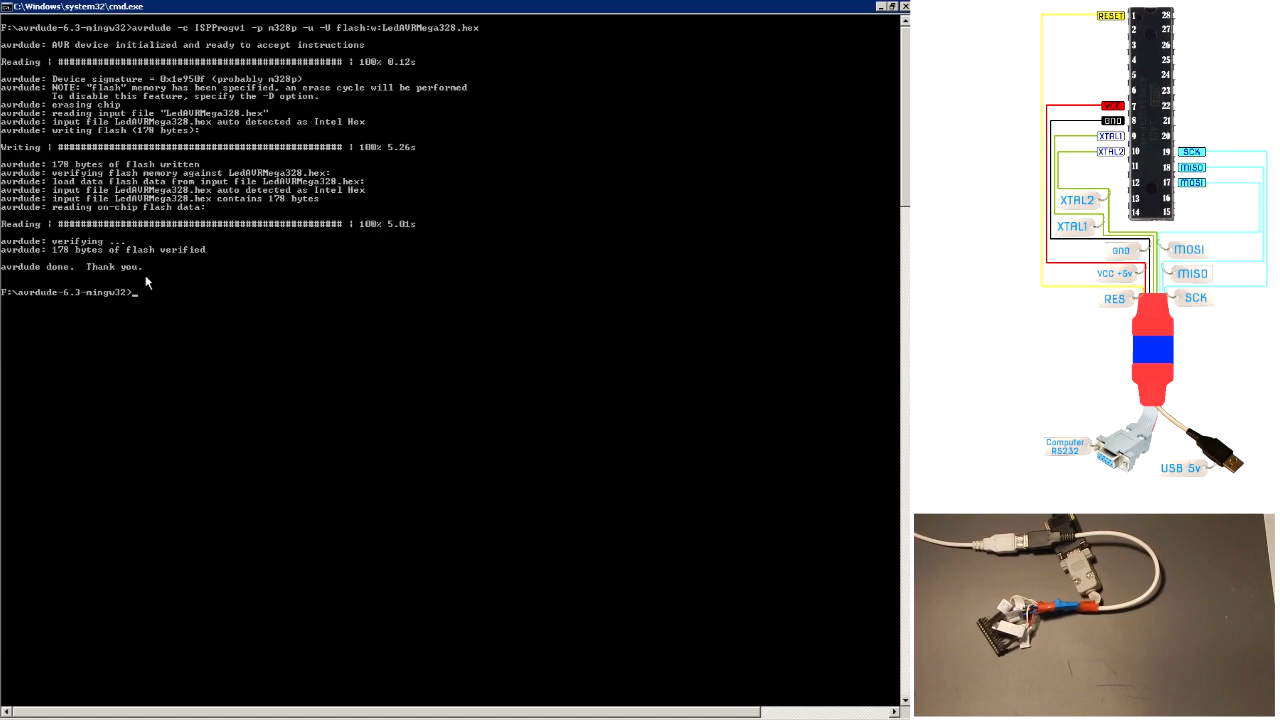 C:\Windows\system32\cmd.exe
F:\avrdude-6.3-mingw32>avrdude -c ISPProgv1 -p m328p -u -U flash:w:LedAVRMega328.hex
avrdude: AVR device initialized and ready to accept instructions
Reading | ################################################## | 100% 0.12s
avrdude: Device signature = 0x1e950f (probably m328p)
avrdude: NOTE: "flash" memory has been specified, an erase cycle will be performed
To disable this feature, specify the -D option.
avrdude: erasing chip
avrdude: reading input file "LedAVRMega328.hex"
avrdude: input file LedAVRMega328.hex auto detected as Intel Hex
avrdude: writing flash (178 bytes):
Writing | ################################################## | 100% 5.26s
avrdude: 178 bytes of flash written
avrdude: verifying flash memory against LedAVRMega328.hex:
avrdude: load data flash data from input file LedAVRMega328.hex:
avrdude: input file LedAVRMega328.hex auto detected as Intel Hex
avrdude: input file LedAVRMega328.hex contains 178 bytes
avrdude: reading on-chip flash data:
Reading | ################################################## | 100% 5.01s
avrdude: verifying ...
avrdude: 178 bytes of flash verified
avrdude done.  Thank you.
F:\avrdude-6.3-mingw32>_
RESET 1 28
2 27
3 26
4 25
5 24
6 23
VCC 7 22
GND 8 21
XTAL1 9 20
XTAL2 10 19 SCK
11 18 MISO
12 17 MOSI
13 16
14 15
XTAL2
XTAL1
GND MOSI
VCC +5v MISO
RES SCK
Computer
RS232
USB 5v